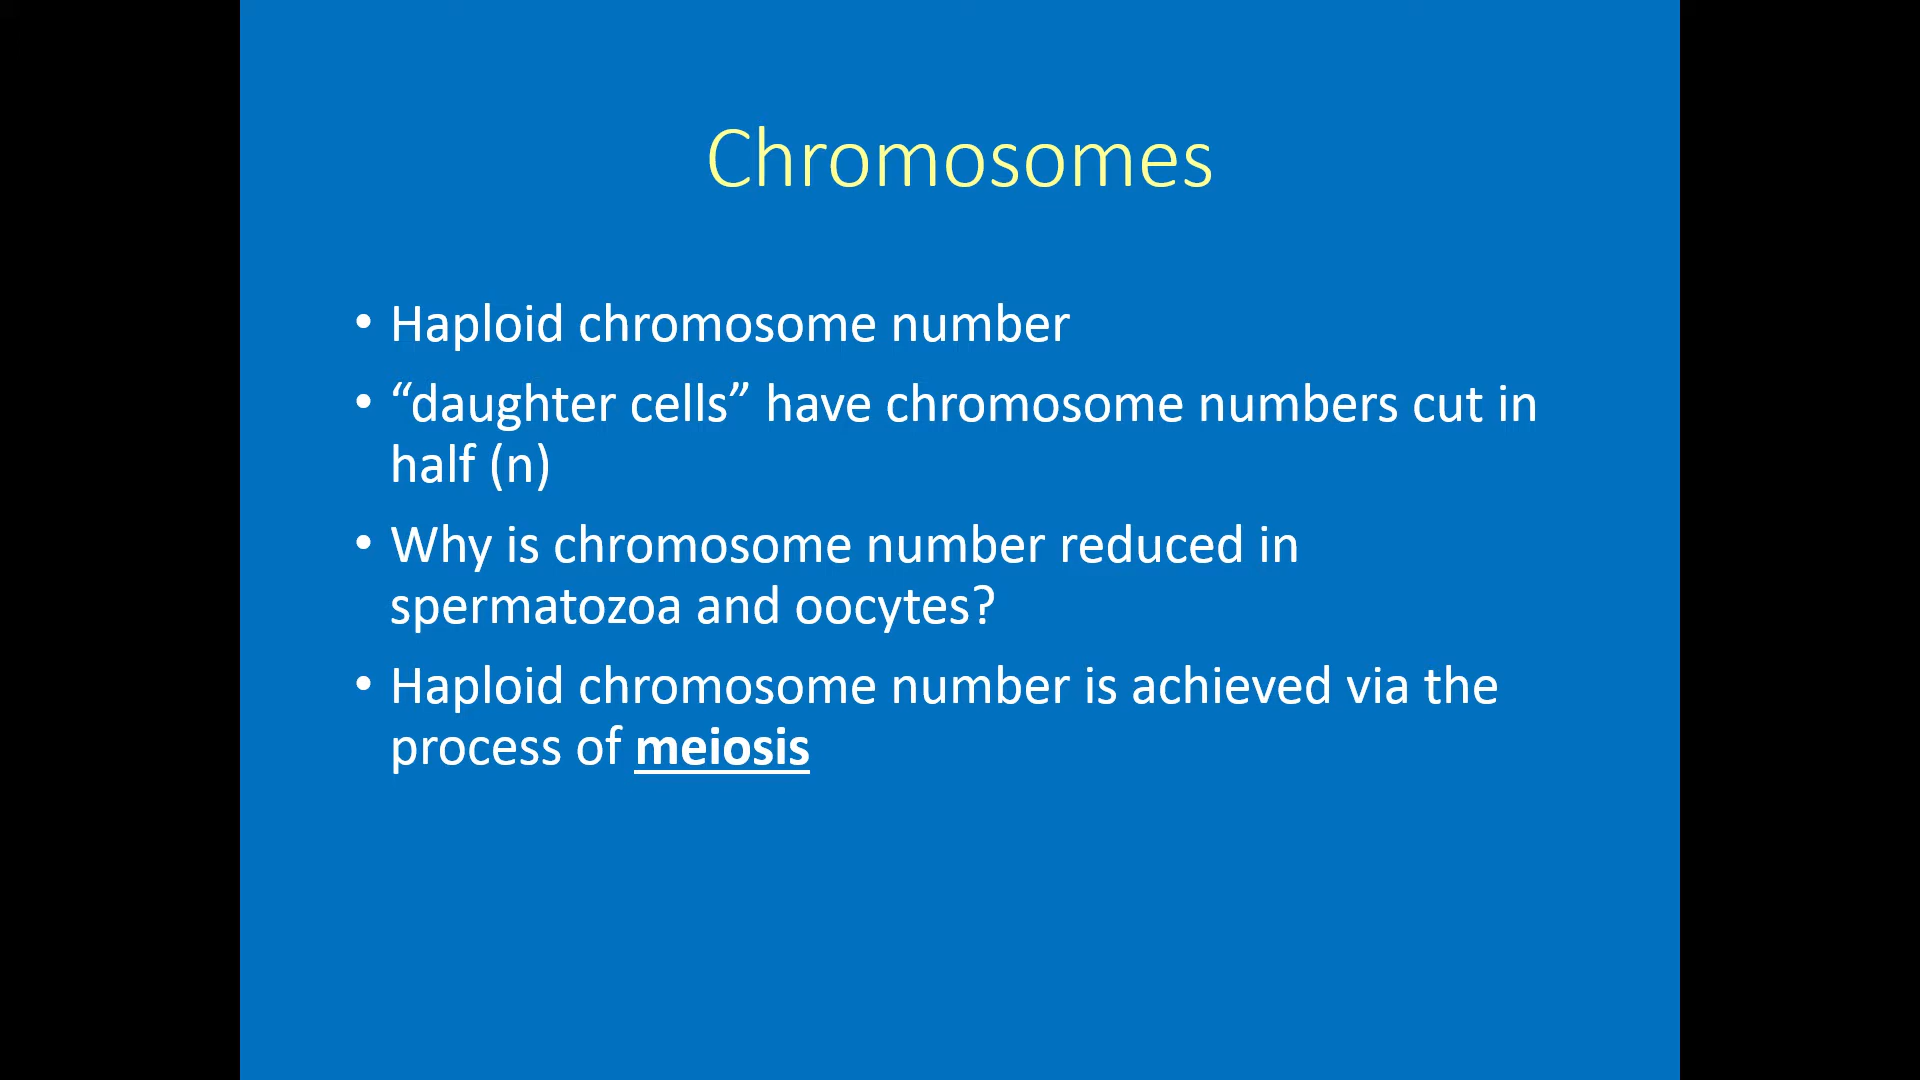 Chromosomes
• Haploid chromosome number
• “daughter cells” have chromosome numbers cut in
half (n)
• Why is chromosome number reduced in
spermatozoa and oocytes?
• Haploid chromosome number is achieved via the
process of meiosis